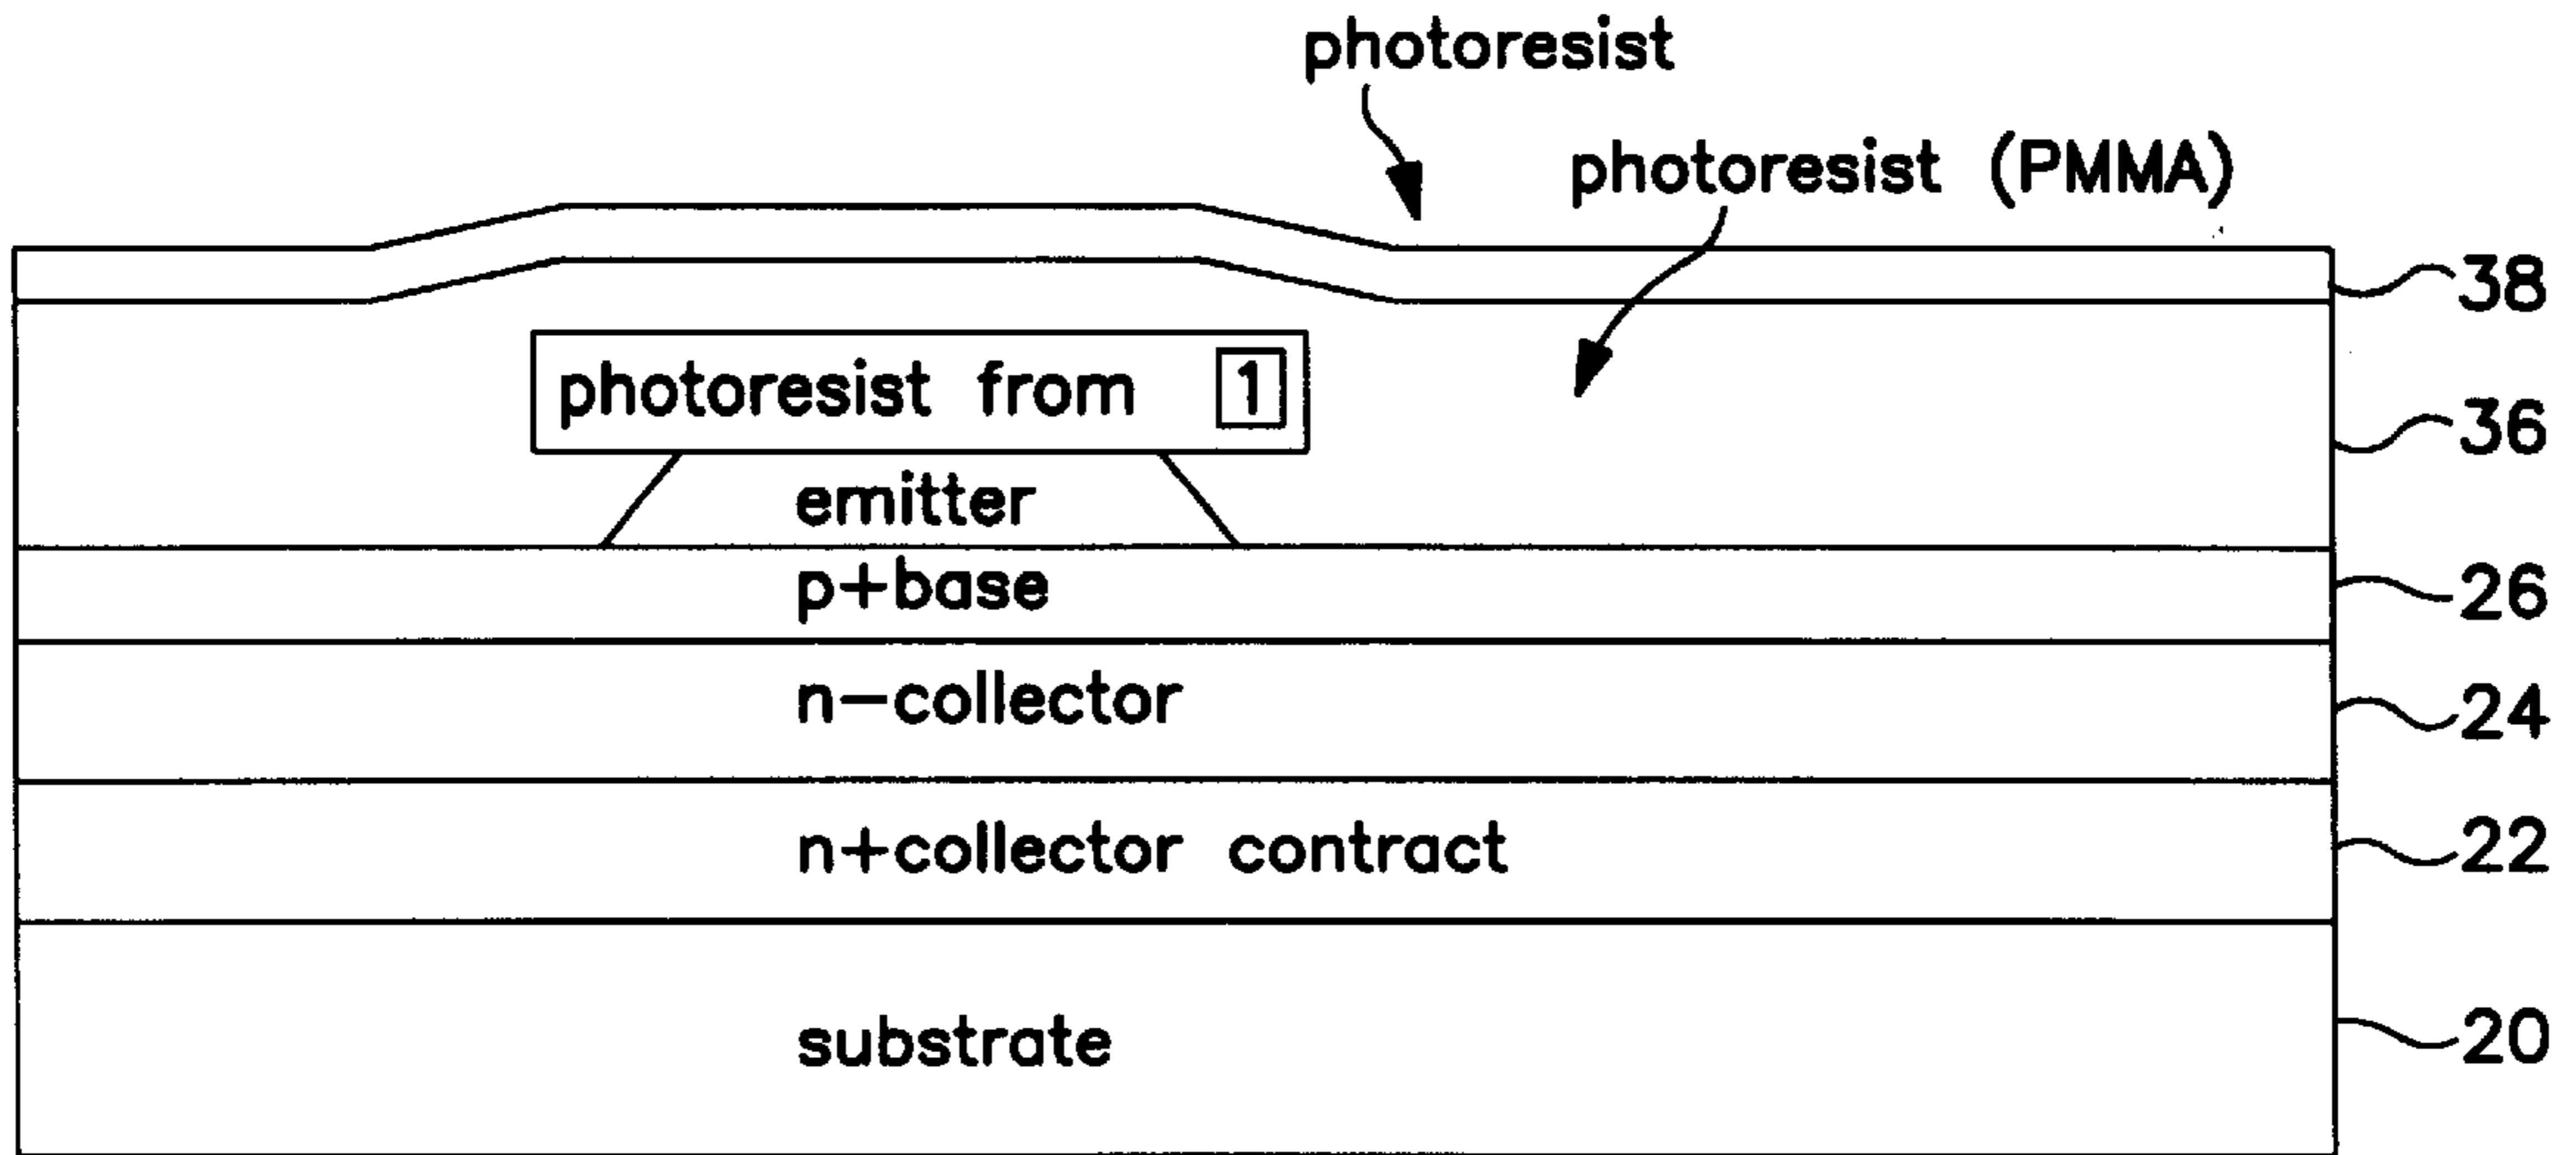 photoresist
photoresist (PMMA)
38
photoresist from 1
36
emitter
p+base
26
n-collector
24
n+collector contract
22
substrate
20